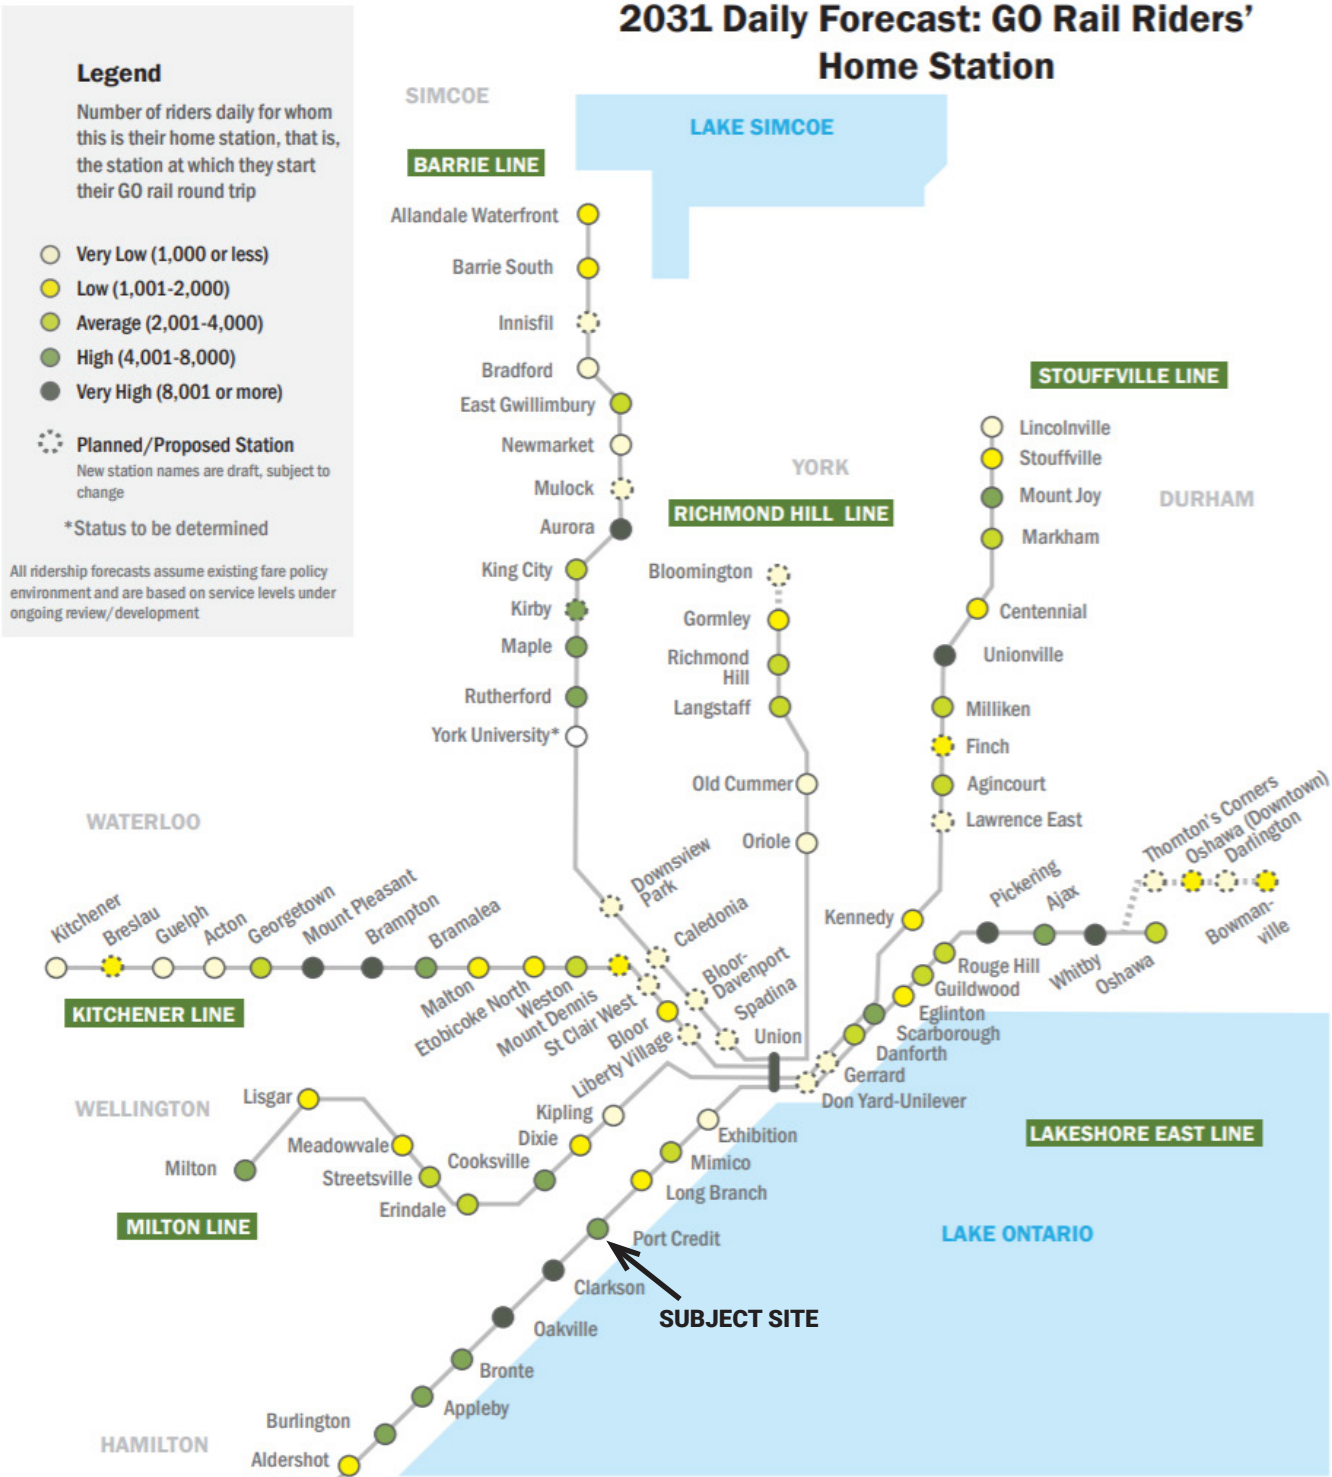 2031 Daily Forecast: GO Rail Riders'
Home Station
Legend
Number of riders daily for whom
this is their home station, that is,
the station at which they start
their GO rail round trip
Very Low (1,000 or less)
Low (1,001-2,000)
Average (2,001-4,000)
High (4,001-8,000)
Very High (8,001 or more)
Planned/Proposed Station
New station names are draft, subject to
change
*Status to be determined
All ridership forecasts assume existing fare policy
environment and are based on service levels under
ongoing review/development
SIMCOE
LAKE SIMCOE
BARRIE LINE
Allandale Waterfront
Barrie South
Innisfil
Bradford
East Gwillimbury
Newmarket
Mulock
Aurora
King City
Kirby
Maple
Rutherford
York University*
Downsview
Park
Caledonia
Bloor-
Davenport
Spadina
Union
YORK
RICHMOND HILL LINE
Bloomington
Gormley
Richmond
Hill
Langstaff
Old Cummer
Oriole
STOUFFVILLE LINE
Lincolnville
Stouffville
Mount Joy
Markham
DURHAM
Centennial
Unionville
Milliken
Finch
Agincourt
Lawrence East
Kennedy
Thornton's Corners
Oshawa (Downtown)
Darlington
Bowman-
ville
Pickering
Ajax
Whitby
Oshawa
Rouge Hill
Guildwood
Eglinton
Scarborough
Danforth
Gerrard
Don Yard-Unilever
LAKESHORE EAST LINE
WATERLOO
Kitchener
Breslau
Guelph
Acton
Georgetown
Mount Pleasant
Brampton
Bramalea
Malton
Etobicoke North
Weston
Mount Dennis
St Clair West
Bloor
Liberty Village
KITCHENER LINE
WELLINGTON
Lisgar
Milton
Meadowvale
Streetsville
Erindale
Cooksville
Dixie
Kipling
MILTON LINE
Exhibition
Mimico
Long Branch
Port Credit
Clarkson
SUBJECT SITE
Oakville
Bronte
Appleby
Burlington
Aldershot
HAMILTON
LAKE ONTARIO